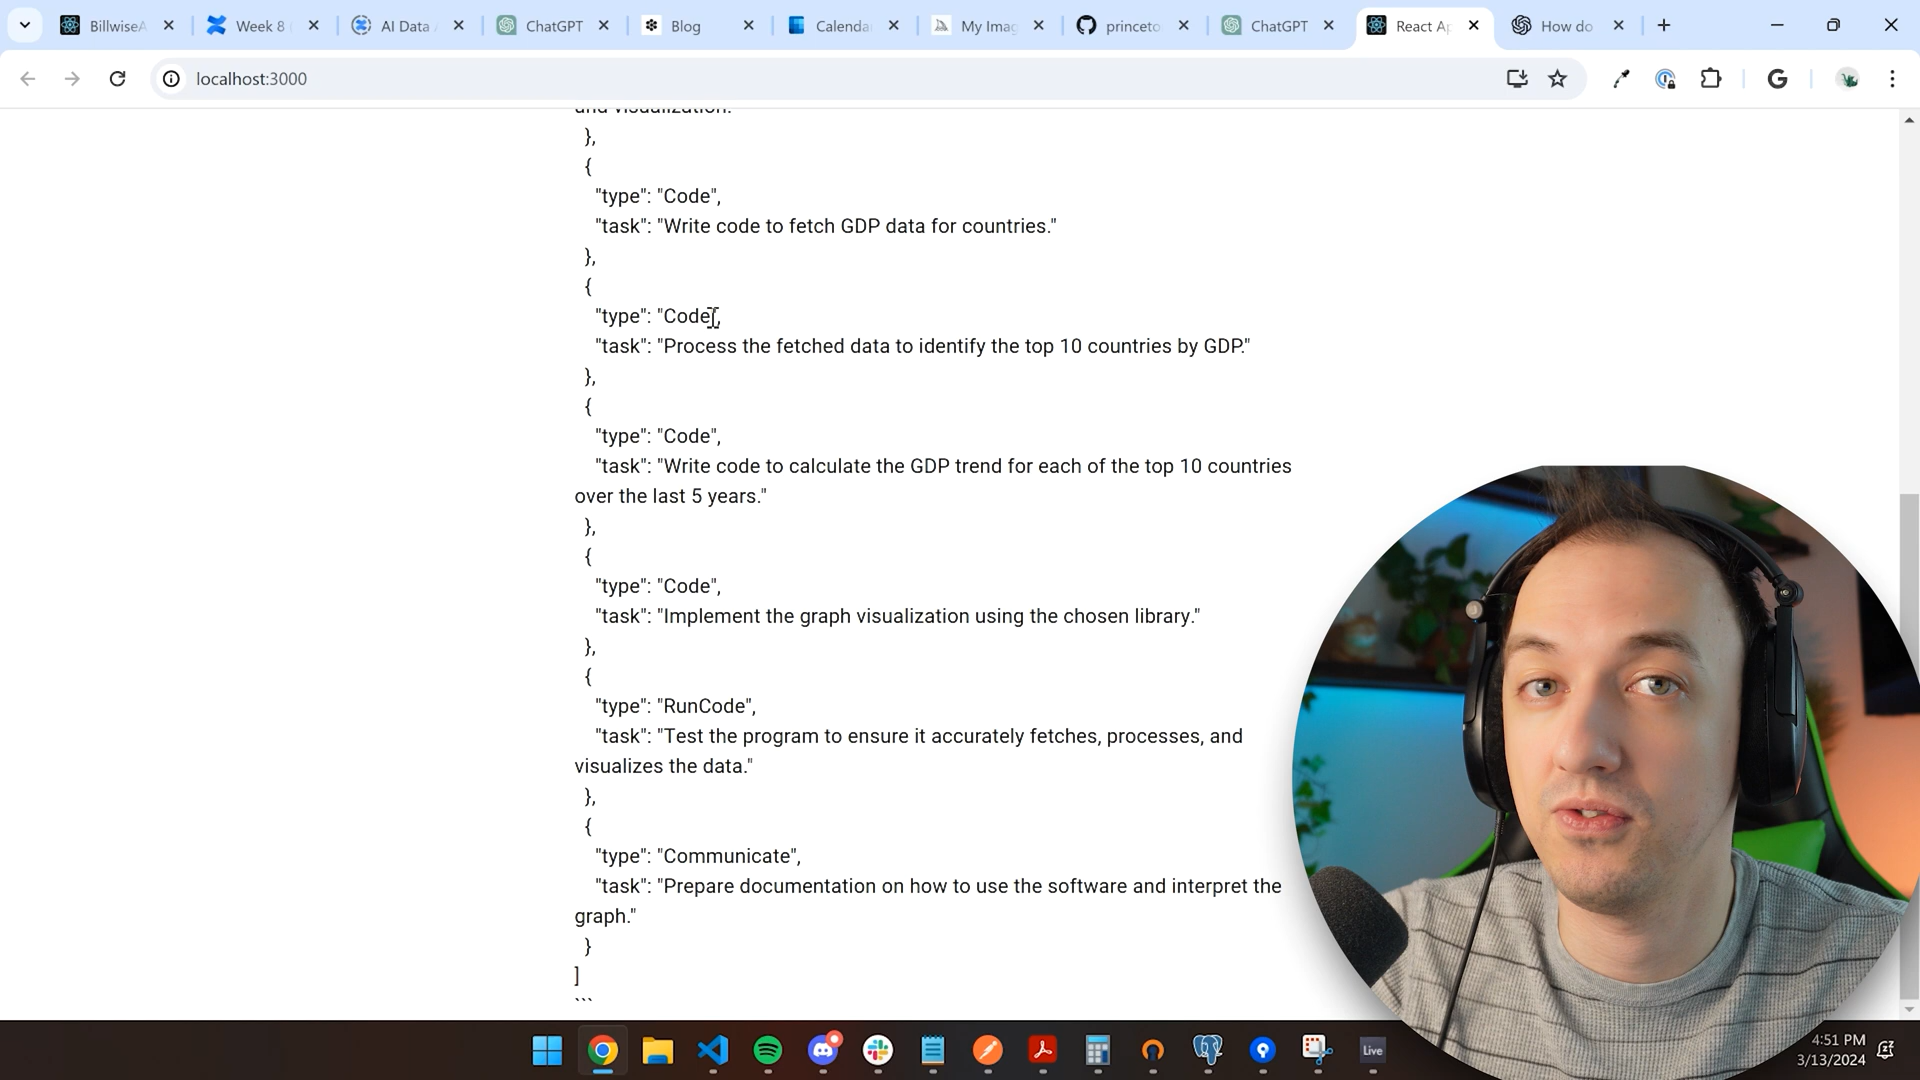 BillwiseA
Week 8 (
AI Data A
ChatGPT
Blog
Calenda
My Imag
princeto
ChatGPT
React Ap
How do
localhost:3000
and visualization.
},
{
"type": "Code",
"task": "Write code to fetch GDP data for countries."
},
{
"type": "Code",
"task": "Process the fetched data to identify the top 10 countries by GDP."
},
{
"type": "Code",
"task": "Write code to calculate the GDP trend for each of the top 10 countries
over the last 5 years."
},
{
"type": "Code",
"task": "Implement the graph visualization using the chosen library."
},
{
"type": "RunCode",
"task": "Test the program to ensure it accurately fetches, processes, and
visualizes the data."
},
{
"type": "Communicate",
"task": "Prepare documentation on how to use the software and interpret the
graph."
}
]
```
Live
4:51 PM
3/13/2024